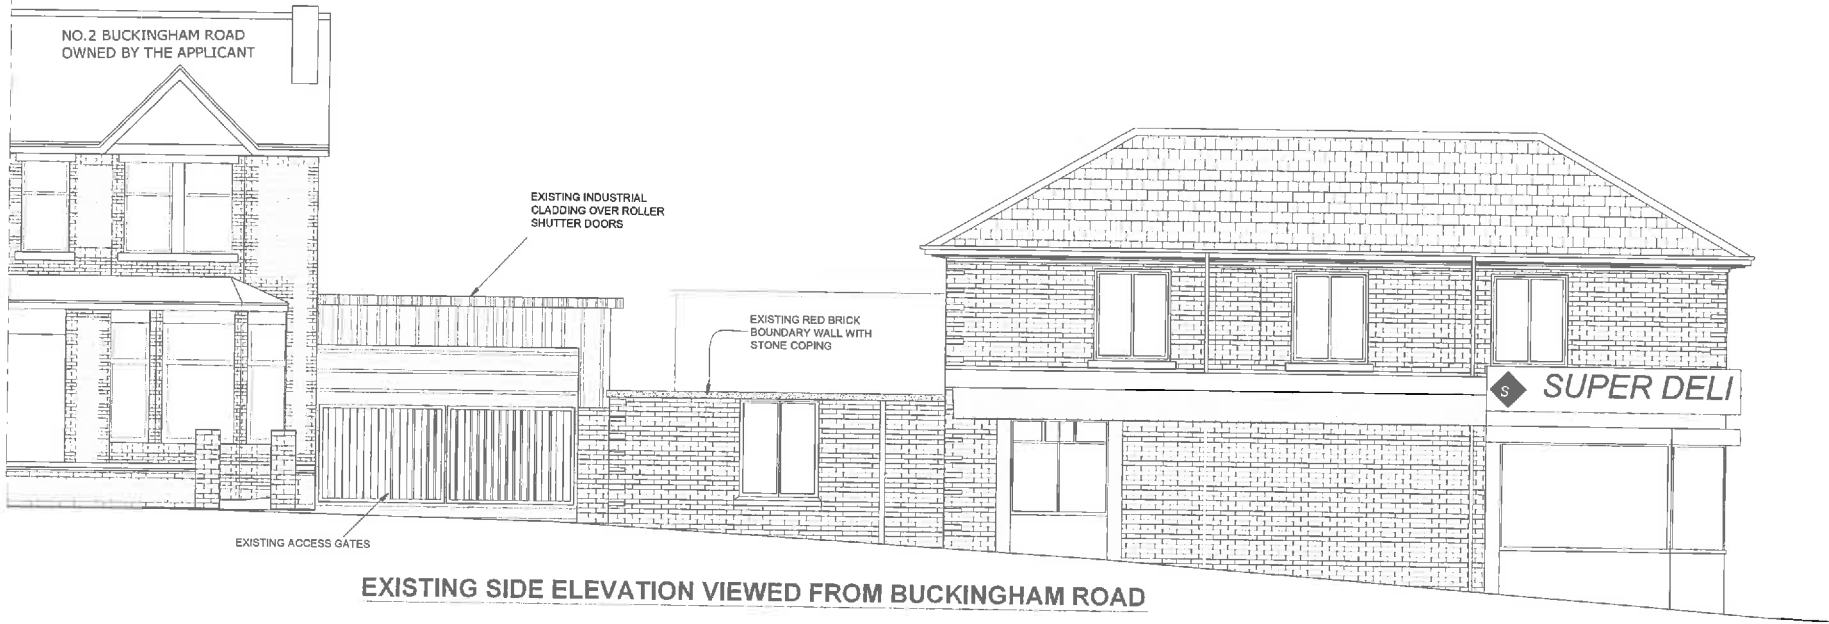 NO.2 BUCKINGHAM ROAD
OWNED BY THE APPLICANT
EXISTING INDUSTRIAL
CLADDING OVER ROLLER
SHUTTER DOORS
EXISTING RED BRICK
BOUNDARY WALL WITH
STONE COPING
S SUPER DELI
EXISTING ACCESS GATES
EXISTING SIDE ELEVATION VIEWED FROM BUCKINGHAM ROAD